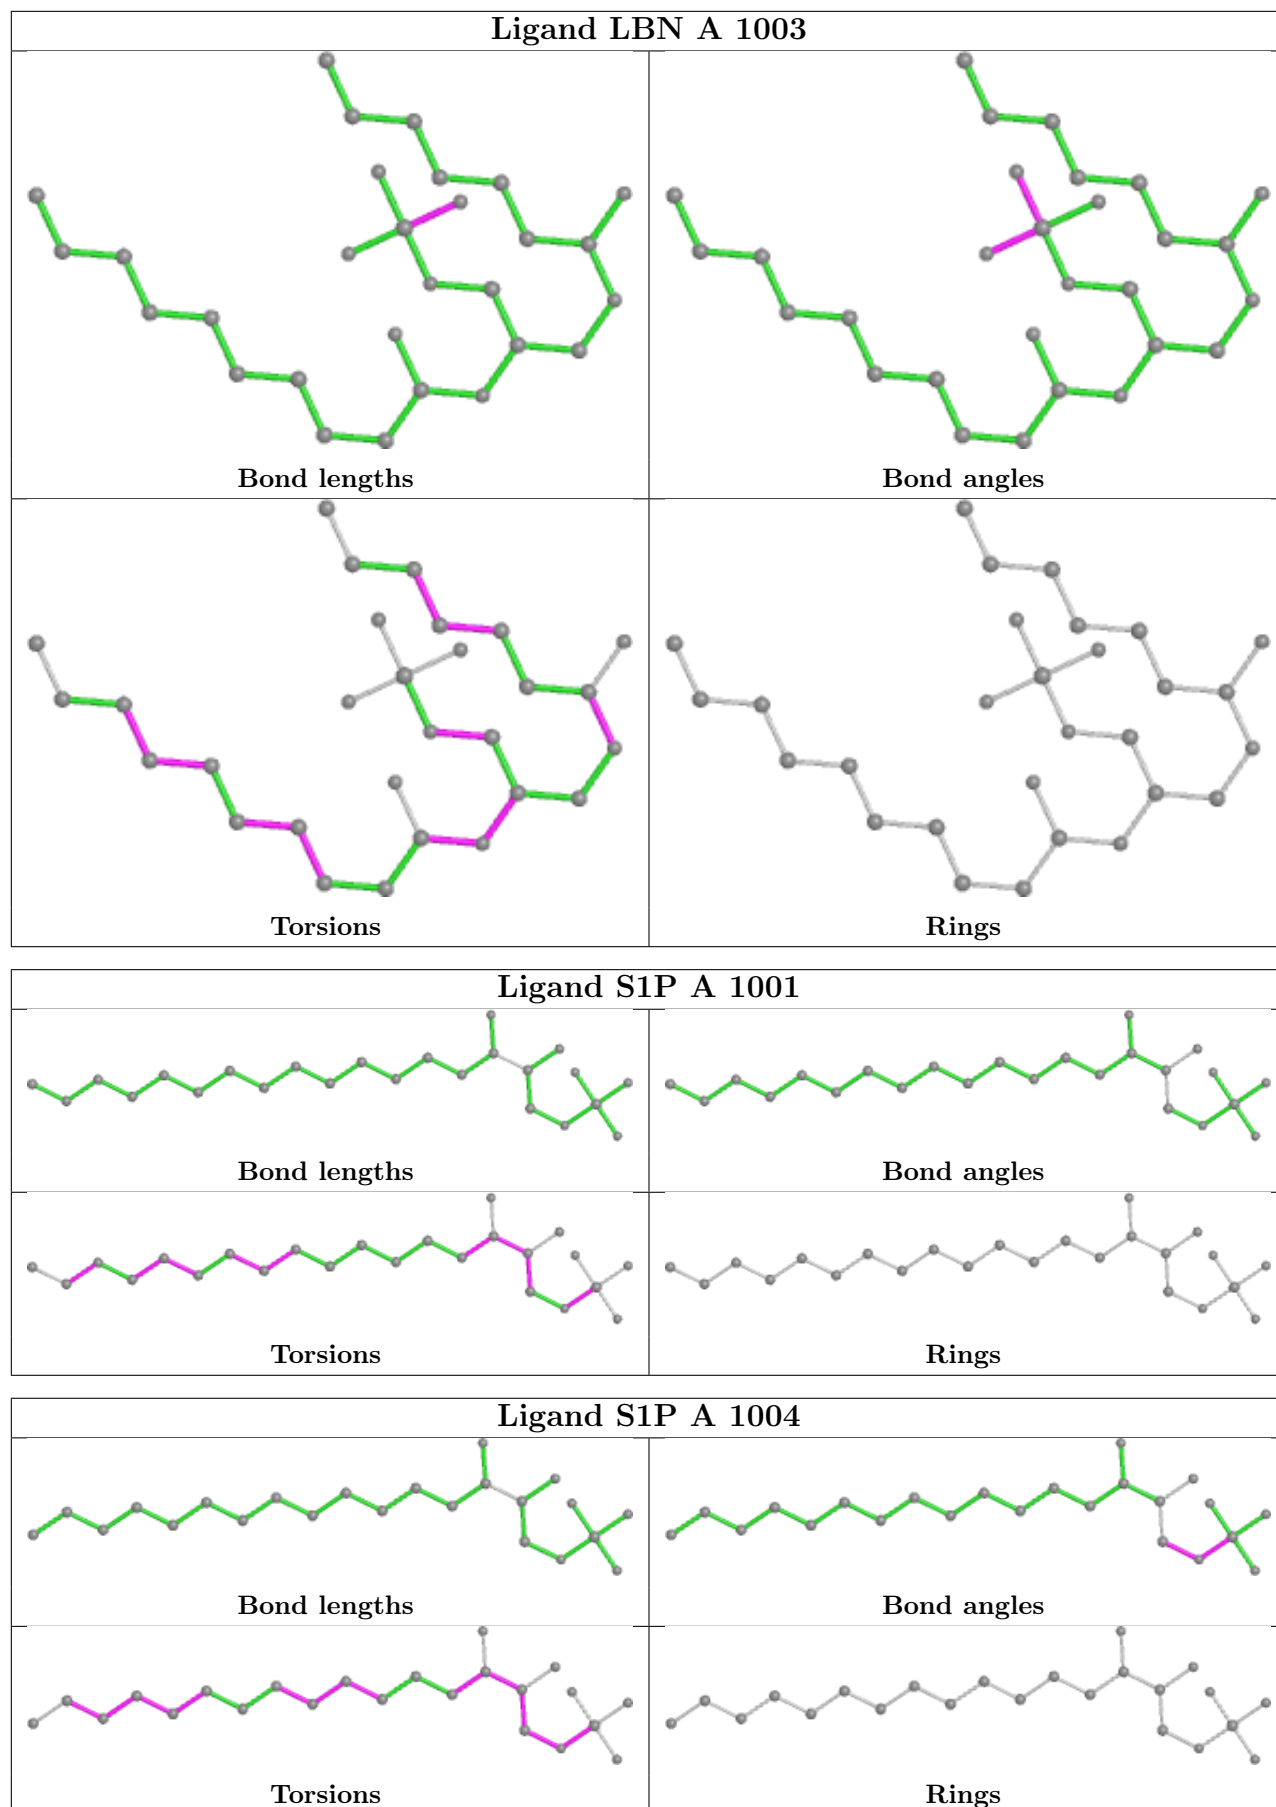 Ligand LBN A 1003
Bond lengths
Bond angles
Torsions
Rings
Ligand S1P A 1001
Bond lengths
Bond angles
Torsions
Rings
Ligand S1P A 1004
Bond lengths
Bond angles
Torsions
Rings